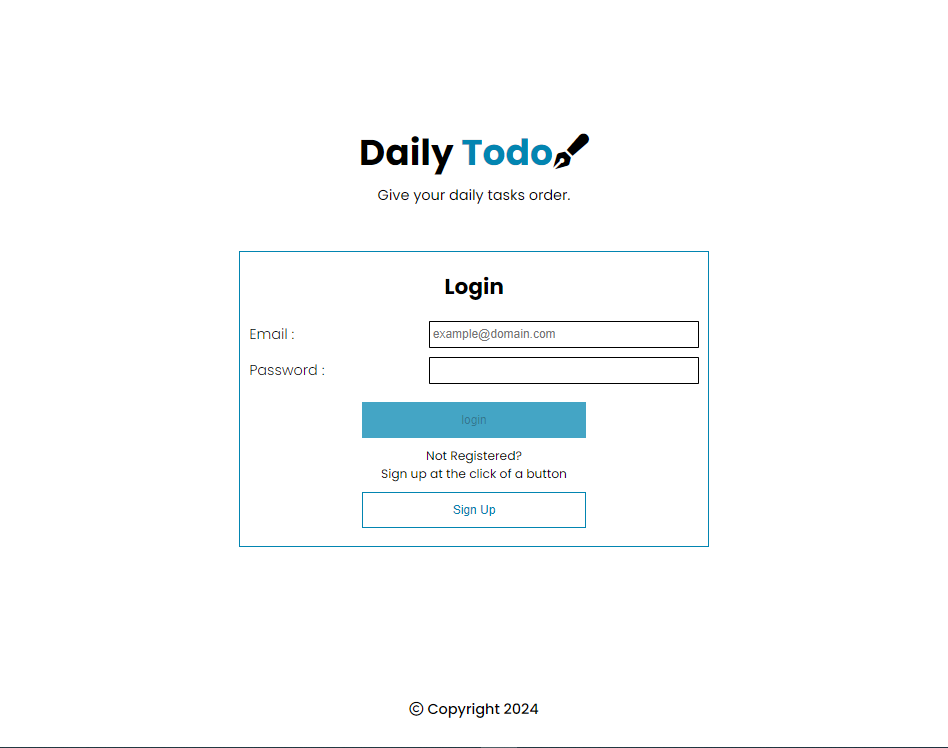 Daily Todo
Give your daily tasks order.
Login
Email :
example@domain.com
Password :
login
Not Registered?
Sign up at the click of a button
Sign Up
© Copyright 2024